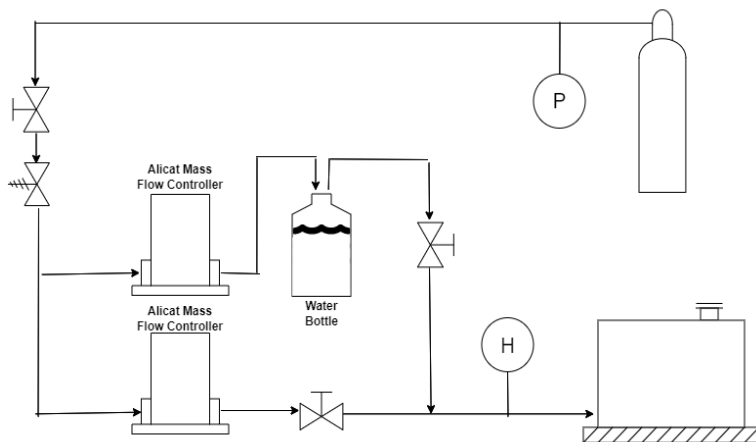 P
Alicat Mass
Flow Controller
Water
Bottle
Alicat Mass
Flow Controller
H